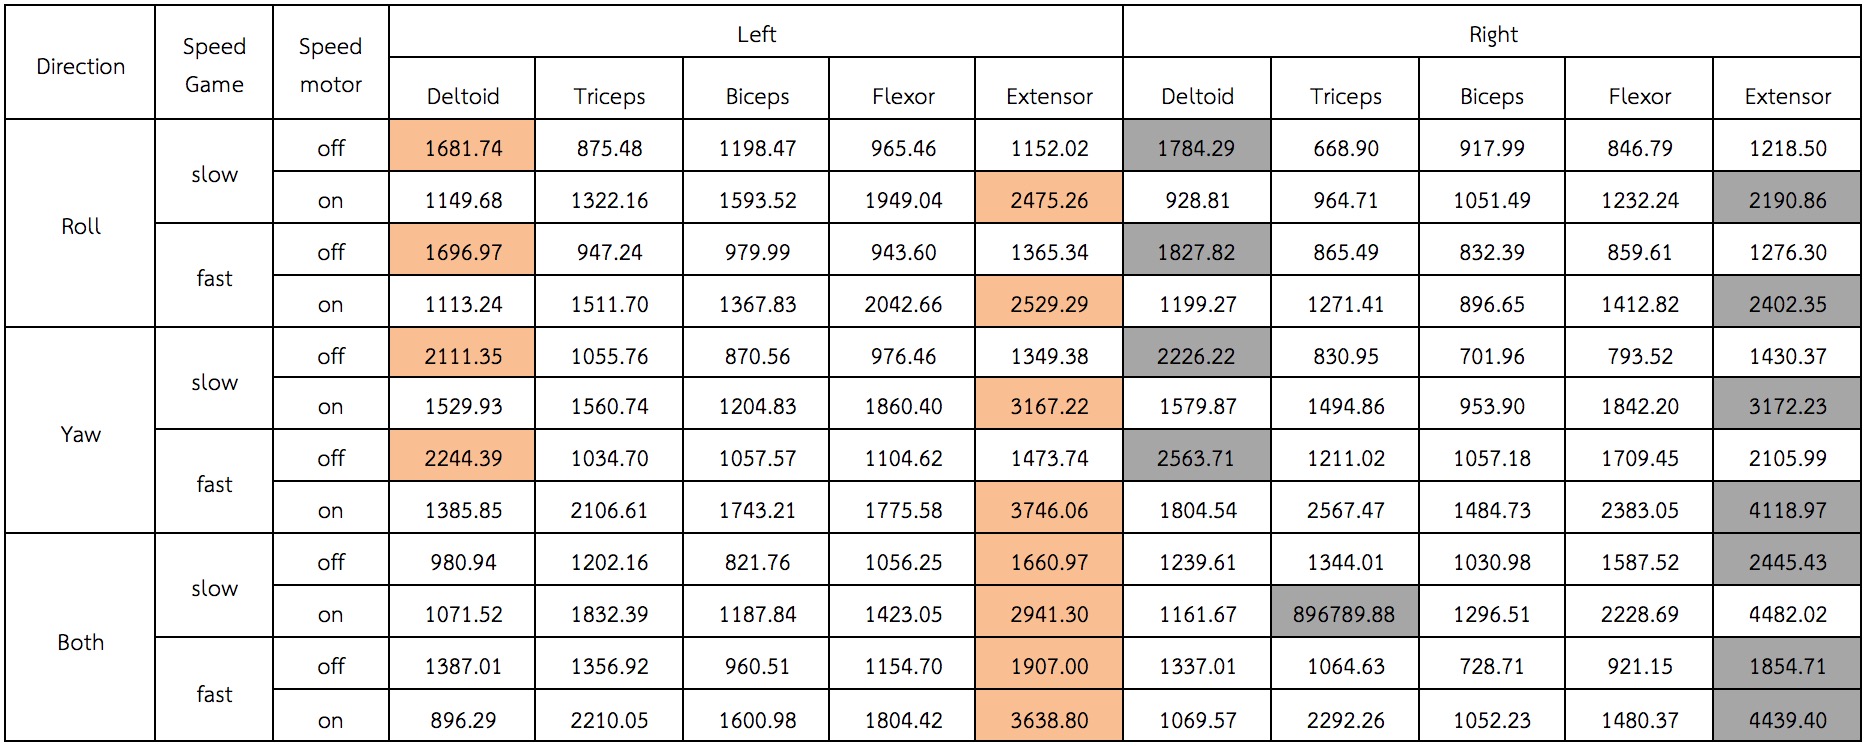 Direction Speed Game Speed motor Left Right
Deltoid Triceps Biceps Flexor Extensor Deltoid Triceps Biceps Flexor Extensor
Roll slow off 1681.74 875.48 1198.47 965.46 1152.02 1784.29 668.90 917.99 846.79 1218.50
on 1149.68 1322.16 1593.52 1949.04 2475.26 928.81 964.71 1051.49 1232.24 2190.86
fast off 1696.97 947.24 979.99 943.60 1365.34 1827.82 865.49 832.39 859.61 1276.30
on 1113.24 1511.70 1367.83 2042.66 2529.29 1199.27 1271.41 896.65 1412.82 2402.35
Yaw slow off 2111.35 1055.76 870.56 976.46 1349.38 2226.22 830.95 701.96 793.52 1430.37
on 1529.93 1560.74 1204.83 1860.40 3167.22 1579.87 1494.86 953.90 1842.20 3172.23
fast off 2244.39 1034.70 1057.57 1104.62 1473.74 2563.71 1211.02 1057.18 1709.45 2105.99
on 1385.85 2106.61 1743.21 1775.58 3746.06 1804.54 2567.47 1484.73 2383.05 4118.97
Both slow off 980.94 1202.16 821.76 1056.25 1660.97 1239.61 1344.01 1030.98 1587.52 2445.43
on 1071.52 1832.39 1187.84 1423.05 2941.30 1161.67 896789.88 1296.51 2228.69 4482.02
fast off 1387.01 1356.92 960.51 1154.70 1907.00 1337.01 1064.63 728.71 921.15 1854.71
on 896.29 2210.05 1600.98 1804.42 3638.80 1069.57 2292.26 1052.23 1480.37 4439.40